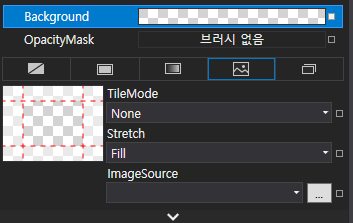 Background
OpacityMask 브러시 없음
TileMode
None
Stretch
Fill
ImageSource
...